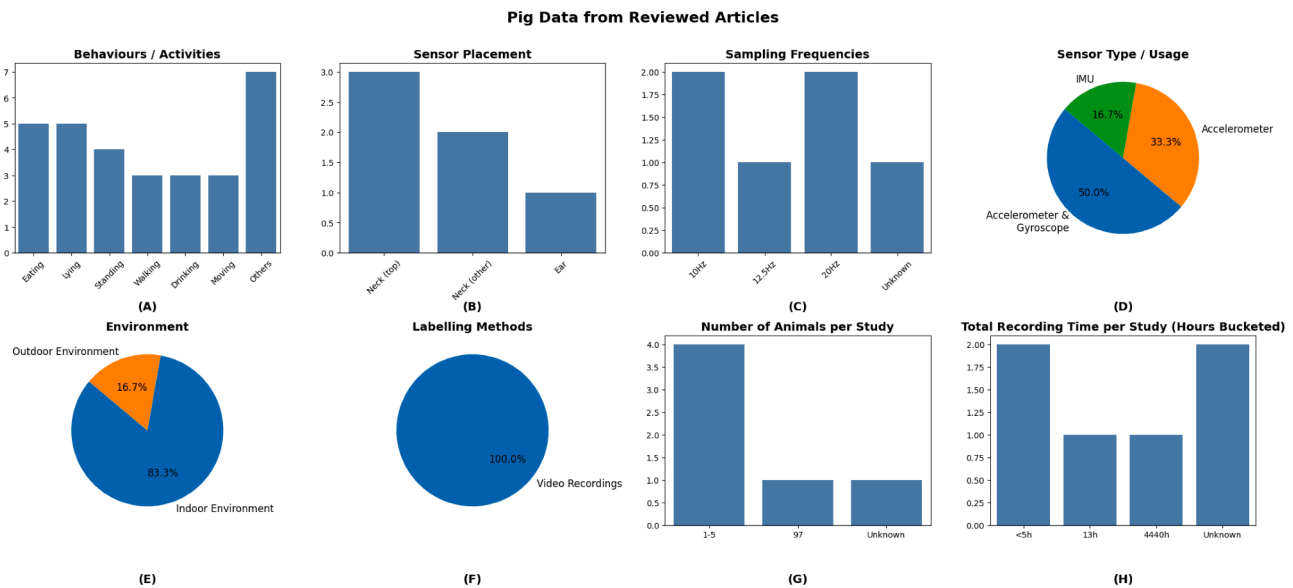 Pig Data from Reviewed Articles
Behaviours / Activities
7
6
5
4
3
2
1
0
Eating
Lying
Standing
Walking
Drinking
Moving
Others
(A)
Sensor Placement
3.0
2.5
2.0
1.5
1.0
0.5
0.0
Neck (top)
Neck (other)
Ear
(B)
Sampling Frequencies
2.00
1.75
1.50
1.25
1.00
0.75
0.50
0.25
0.00
10Hz
12.5Hz
20Hz
Unknown
(C)
Sensor Type / Usage
IMU
16.7%
Accelerometer
33.3%
50.0%
Accelerometer &
Gyroscope
(D)
Environment
Outdoor Environment
16.7%
83.3%
Indoor Environment
(E)
Labelling Methods
100.0%
Video Recordings
(F)
Number of Animals per Study
4.0
3.5
3.0
2.5
2.0
1.5
1.0
0.5
0.0
1-5
97
Unknown
(G)
Total Recording Time per Study (Hours Bucketed)
2.00
1.75
1.50
1.25
1.00
0.75
0.50
0.25
0.00
<5h
13h
4440h
Unknown
(H)